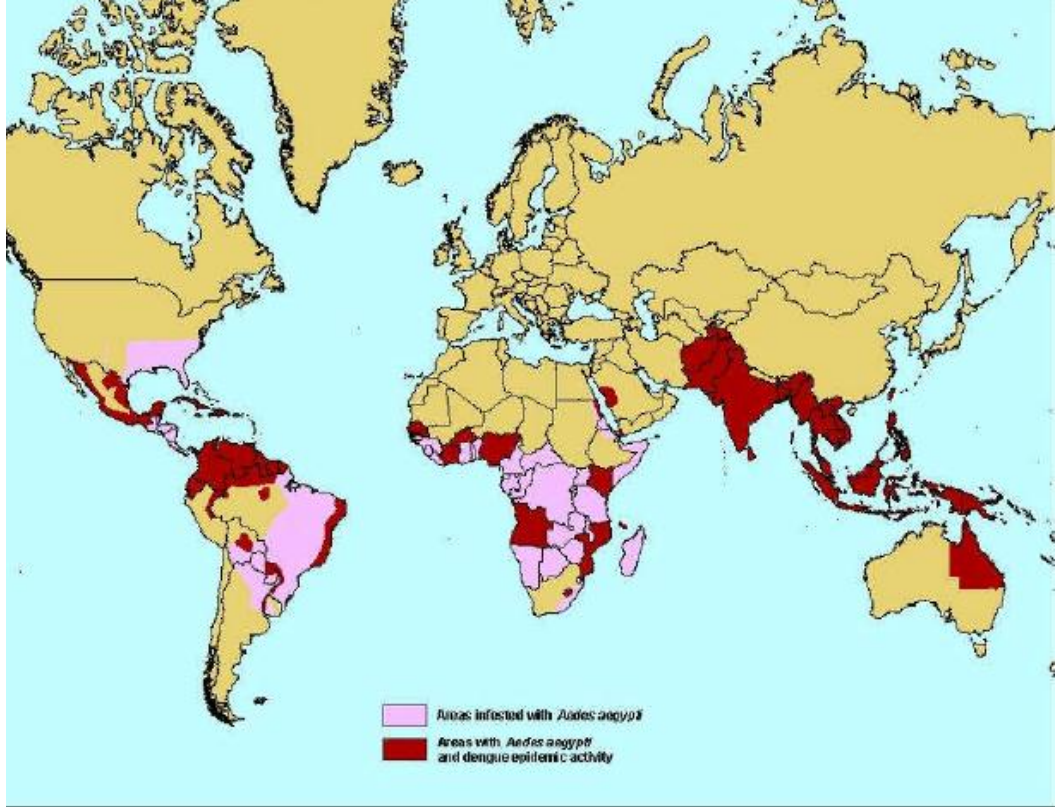 Areas infested with Aedes aegypti
Areas with Aedes aegypti
and dengue epidemic activity